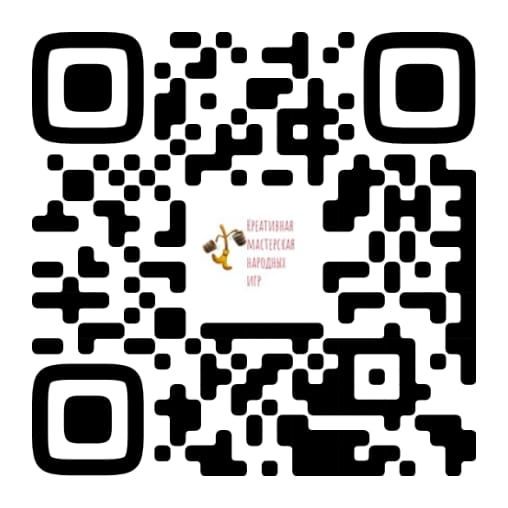 Креативная
мастерская
народных
игр